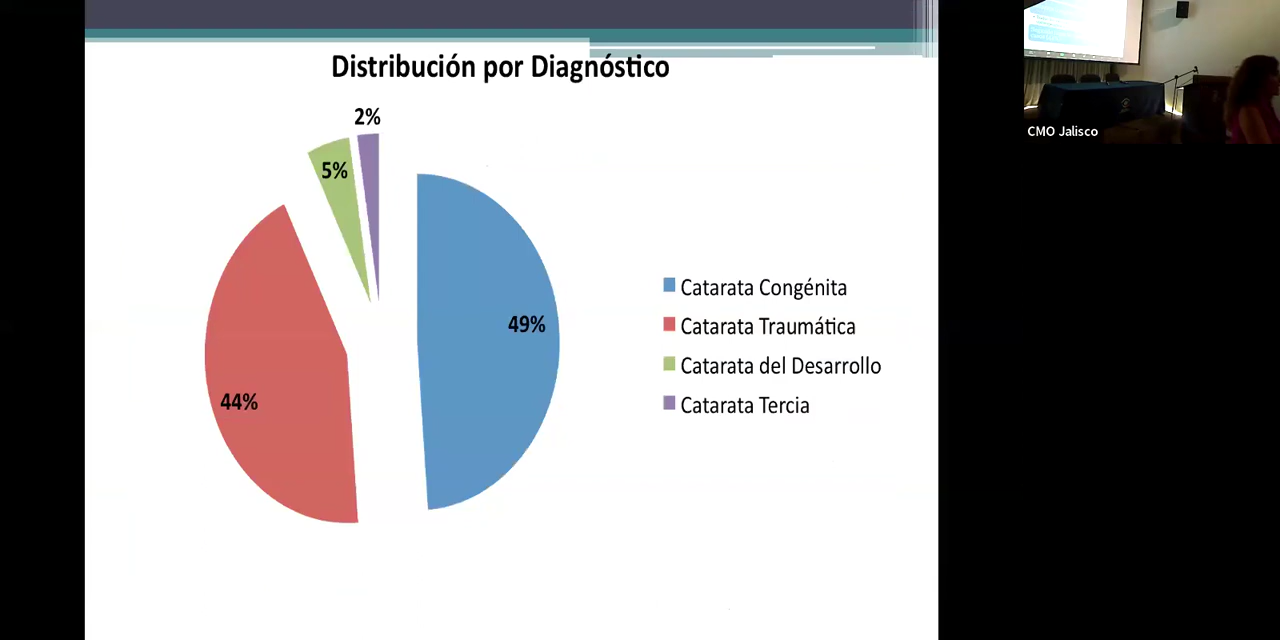 Distribución por Diagnóstico
2%
5%
49%
44%
Catarata Congénita
Catarata Traumática
Catarata del Desarrollo
Catarata Tercia
CMO Jalisco